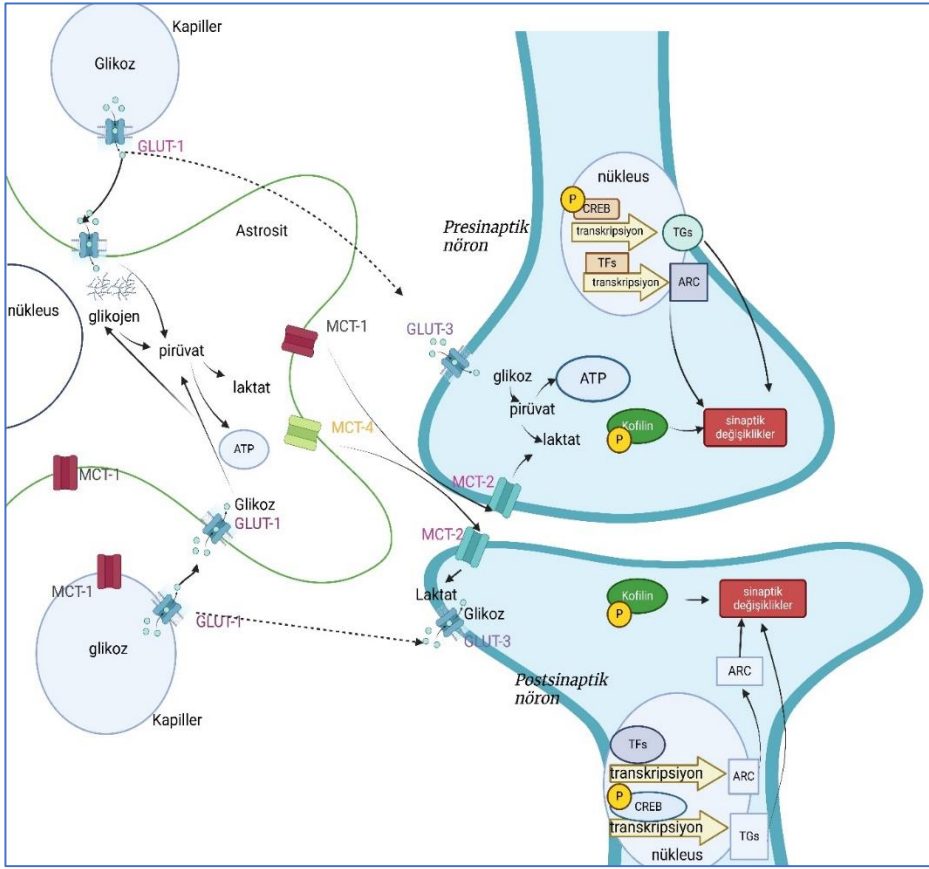 Kapiller
Glikoz
GLUT-1
Astrosit
nükleus
glikojen
pirüvat
laktat
ATP
MCT-1
MCT-4
MCT-1
Glikoz
GLUT-1
MCT-1
glikoz
GLUT-1
Kapiller
Presinaptik
nöron
nükleus
P
CREB
transkripsiyon
TGs
TFs
transkripsiyon
ARC
GLUT-3
glikoz
ATP
pirüvat
laktat
Kofilin
P
sinaptik
değişiklikler
MCT-2
MCT-2
Laktat
Glikoz
GLUT-3
Kofilin
P
sinaptik
değişiklikler
ARC
Postsinaptik
nöron
TFs
transkripsiyon
ARC
P
CREB
transkripsiyon
TGs
nükleus